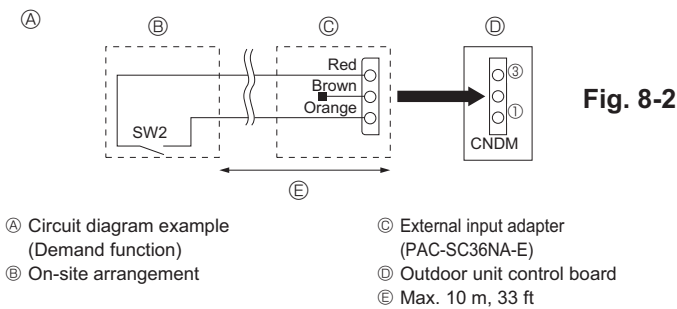 Ⓐ
Ⓑ
Ⓒ
Ⓓ
Red
Brown
Orange
SW2
③
①
CNDM
Fig. 8-2
Ⓔ
Ⓐ Circuit diagram example
(Demand function)
Ⓑ On-site arrangement
Ⓒ External input adapter
(PAC-SC36NA-E)
Ⓓ Outdoor unit control board
Ⓔ Max. 10 m, 33 ft